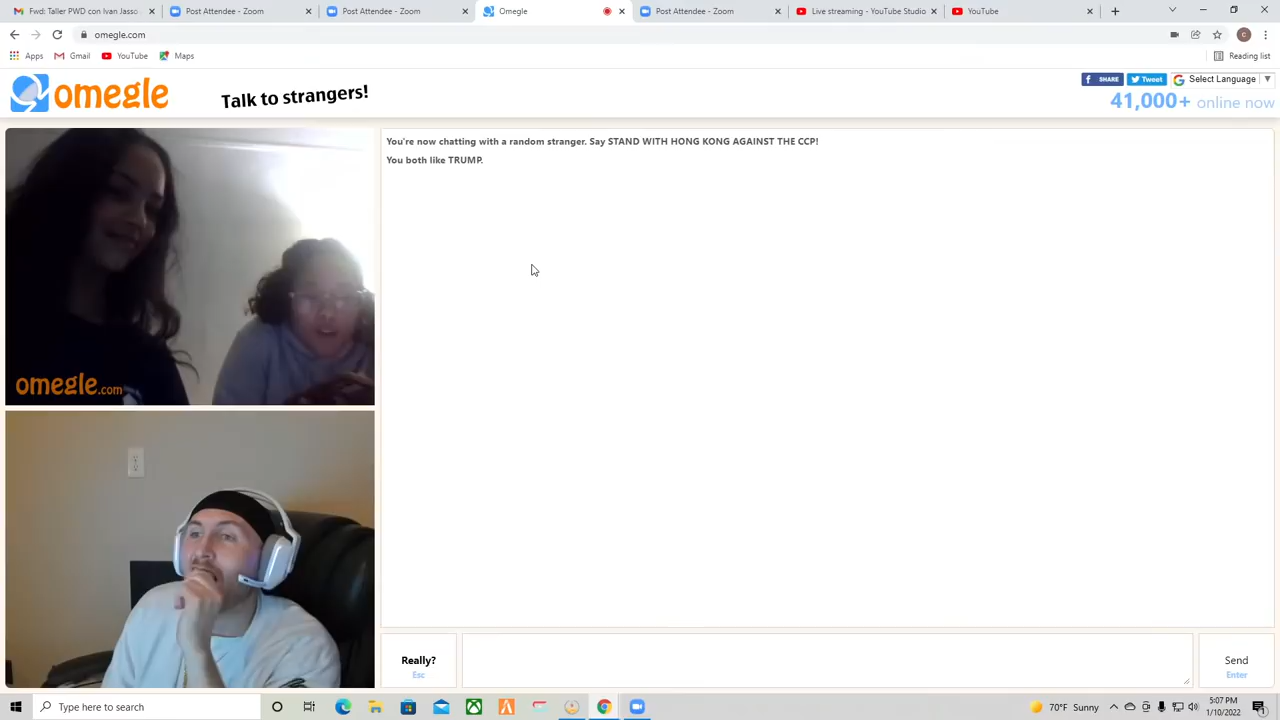 Fwd: Taller PWD con Ivan Jasso
Post Attendee - Zoom
Post Attendee - Zoom
Omegle
Post Attendee - Zoom
Live streaming - YouTube Studio
YouTube
omegle.com
Apps
Gmail
YouTube
Maps
Reading list
omegle
Talk to strangers!
SHARE
Tweet
Select Language
41,000+ online now
You're now chatting with a random stranger. Say STAND WITH HONG KONG AGAINST THE CCP!
You both like TRUMP.
omegle.com
Really?
Esc
Send
Enter
Type here to search
70°F Sunny
5:07 PM
1/10/2022